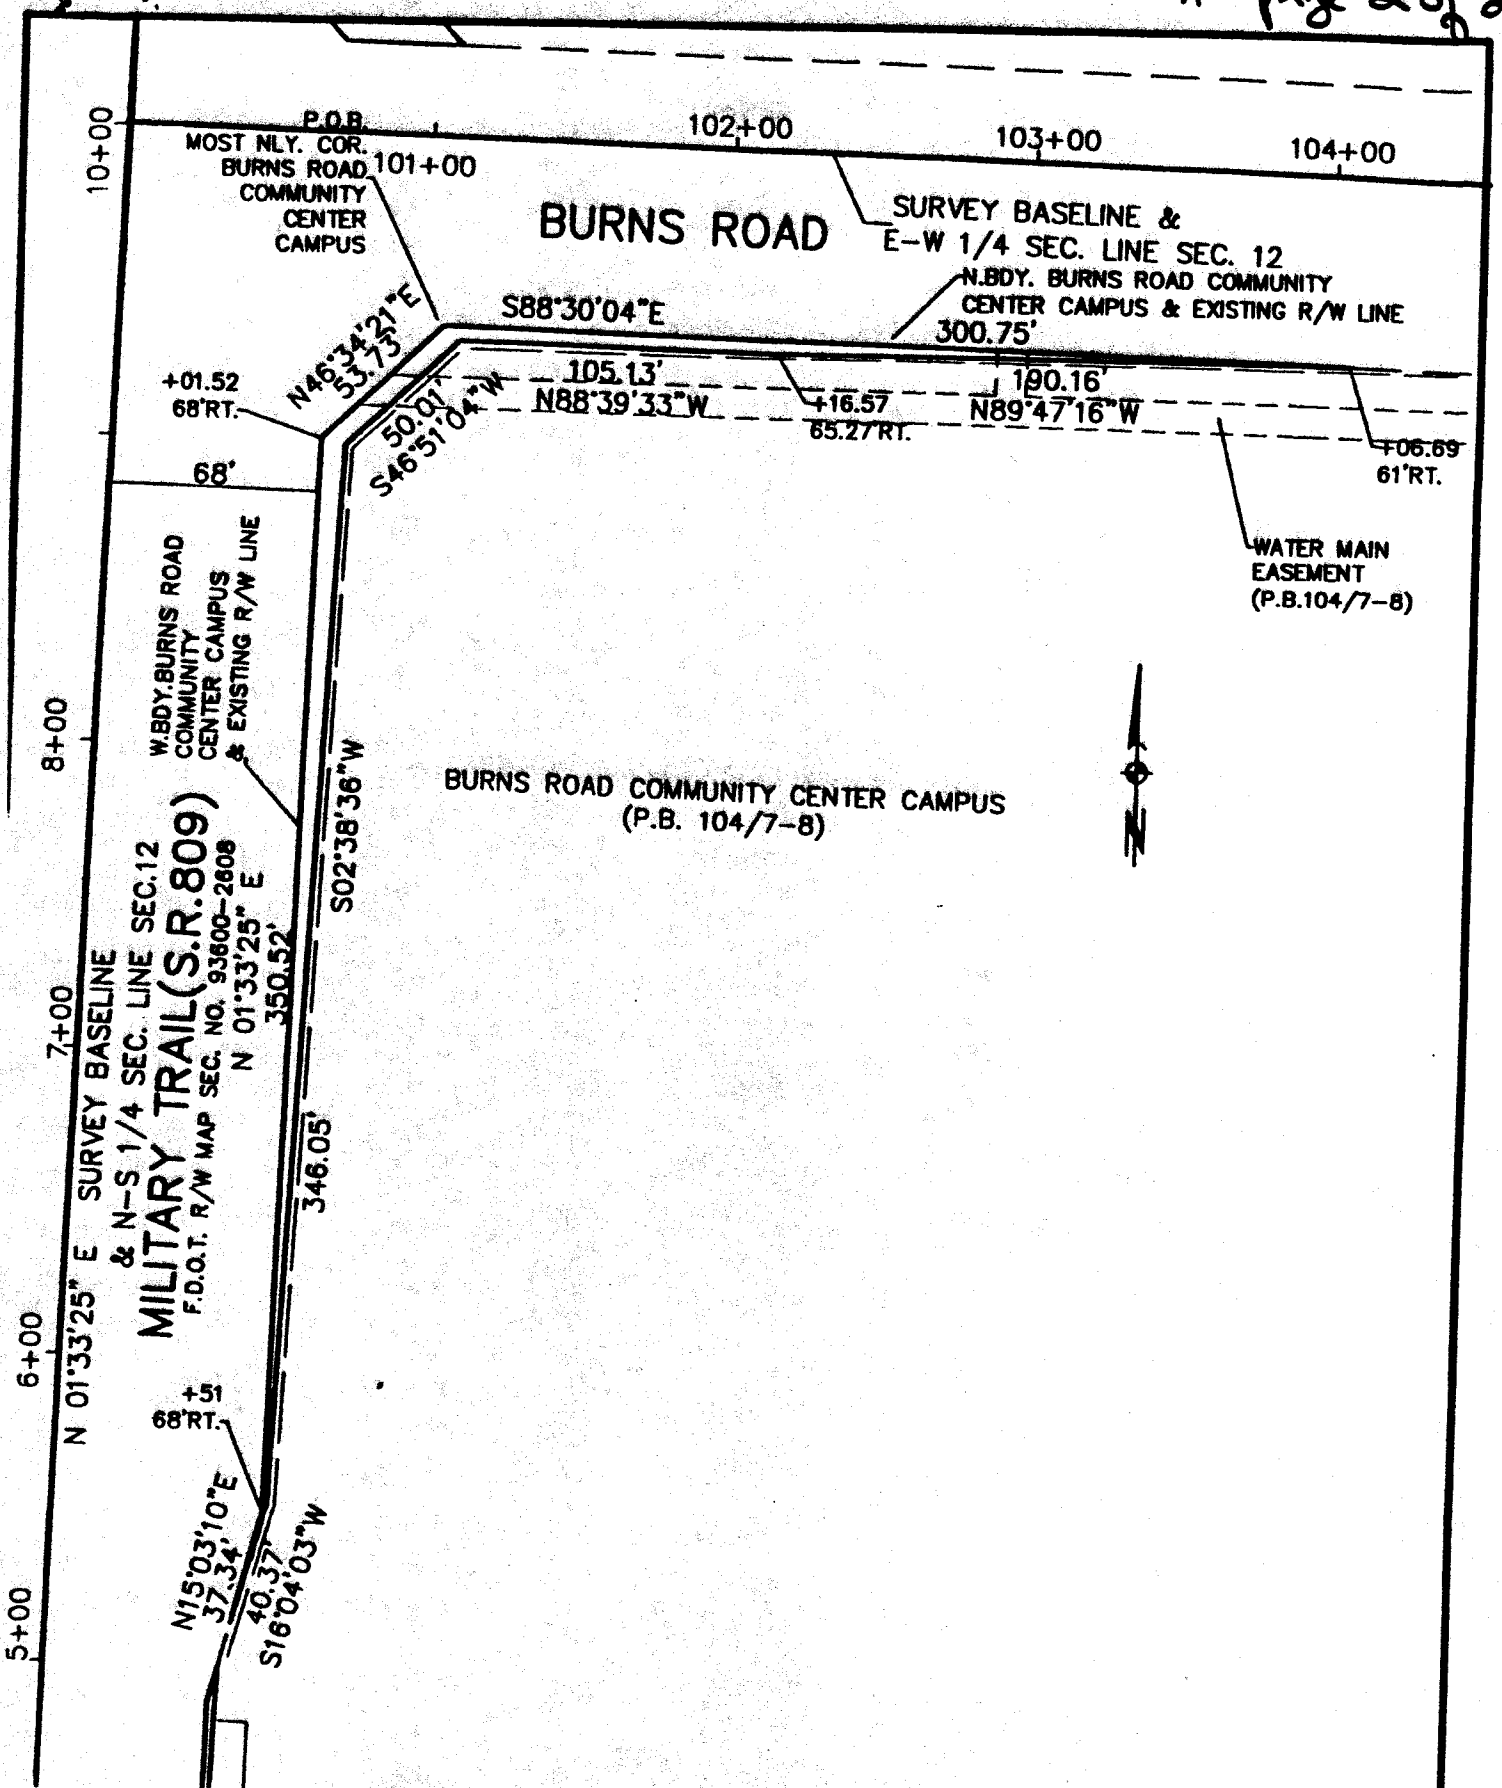 page 2 of 2
P.O.B.
MOST NLY. COR.
BURNS ROAD
COMMUNITY
CENTER
CAMPUS
10+00
101+00
102+00
103+00
104+00
BURNS ROAD
SURVEY BASELINE &
E-W 1/4 SEC. LINE SEC. 12
N.BDY. BURNS ROAD COMMUNITY
CENTER CAMPUS & EXISTING R/W LINE
S88°30'04"E
300.75'
N46°34'21"E
53.73'
+01.52
68'RT.
50.01'
S46°51'04"W
105.13'
N88°39'33"W
+16.57
65.27'RT.
190.16'
N89°47'16"W
+06.69
61'RT.
68'
WATER MAIN
EASEMENT
(P.B.104/7-8)
W.BDY.BURNS ROAD
COMMUNITY
CENTER CAMPUS
& EXISTING R/W LINE
8+00
S02°38'36"W
346.05'
BURNS ROAD COMMUNITY CENTER CAMPUS
(P.B. 104/7-8)
N
7+00
N 01°33'25" E SURVEY BASELINE
& N-S 1/4 SEC. LINE SEC.12
MILITARY TRAIL(S.R.809)
F.D.O.T. R/W MAP SEC. NO. 93600-2608
N 01°33'25" E
350.52'
6+00
+51
68'RT.
N15°03'10"E
37.34'
40.37'
S16°04'03"W
5+00